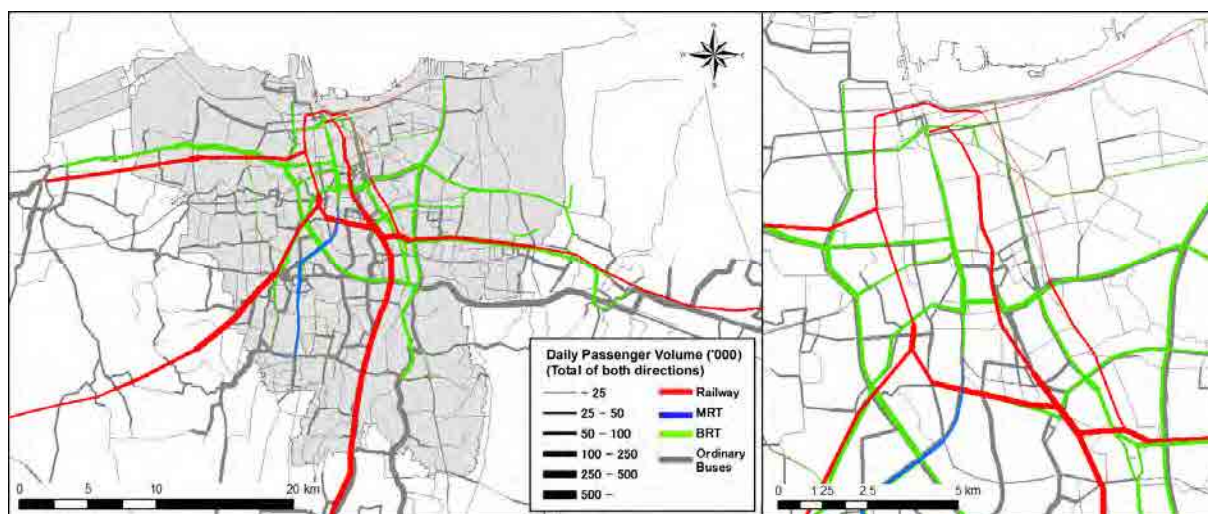 N
W E
S
Daily Passenger Volume ('000)
(Total of both directions)
~ 25
25 – 50
50 – 100
100 – 250
250 – 500
500 –
Railway
MRT
BRT
Ordinary
Buses
0 5 10 20 km
0 1.25 2.5 5 km